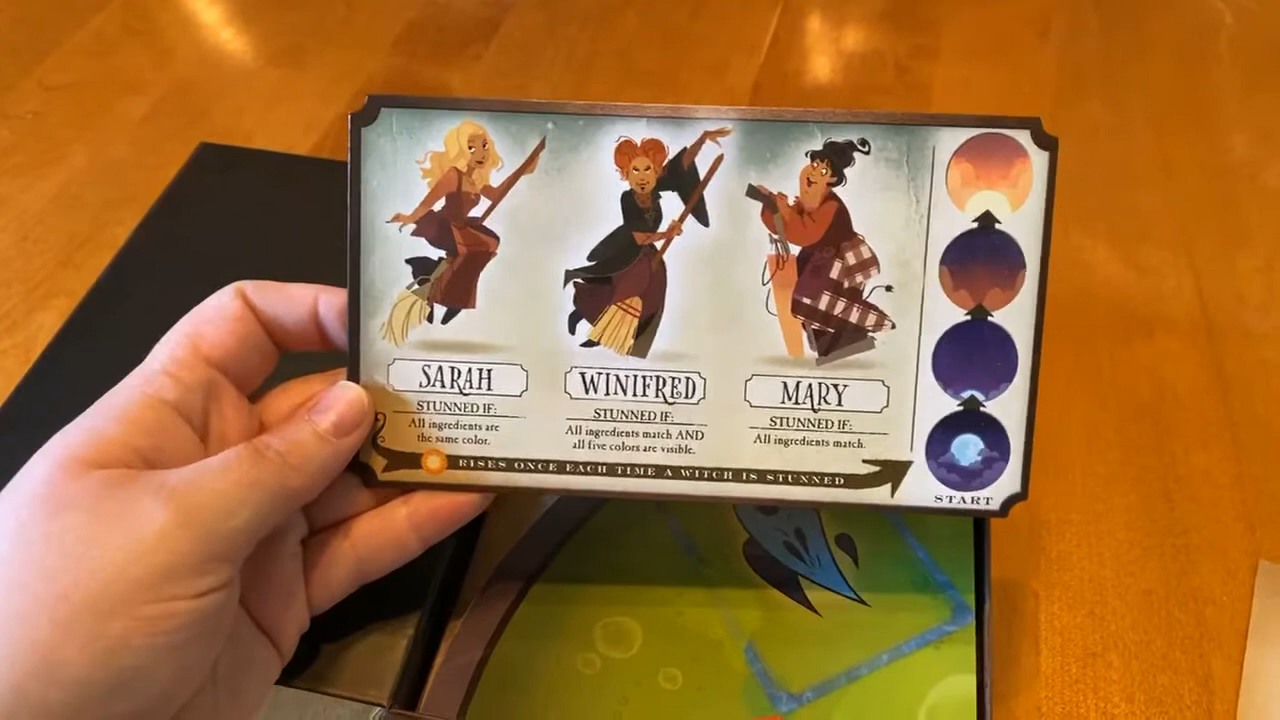 SARAH
STUNNED IF:
All ingredients are
the same color.
WINIFRED
STUNNED IF:
All ingredients match AND
all five colors are visible.
MARY
STUNNED IF:
All ingredients match.
RISES ONCE EACH TIME A WITCH IS STUNNED
START